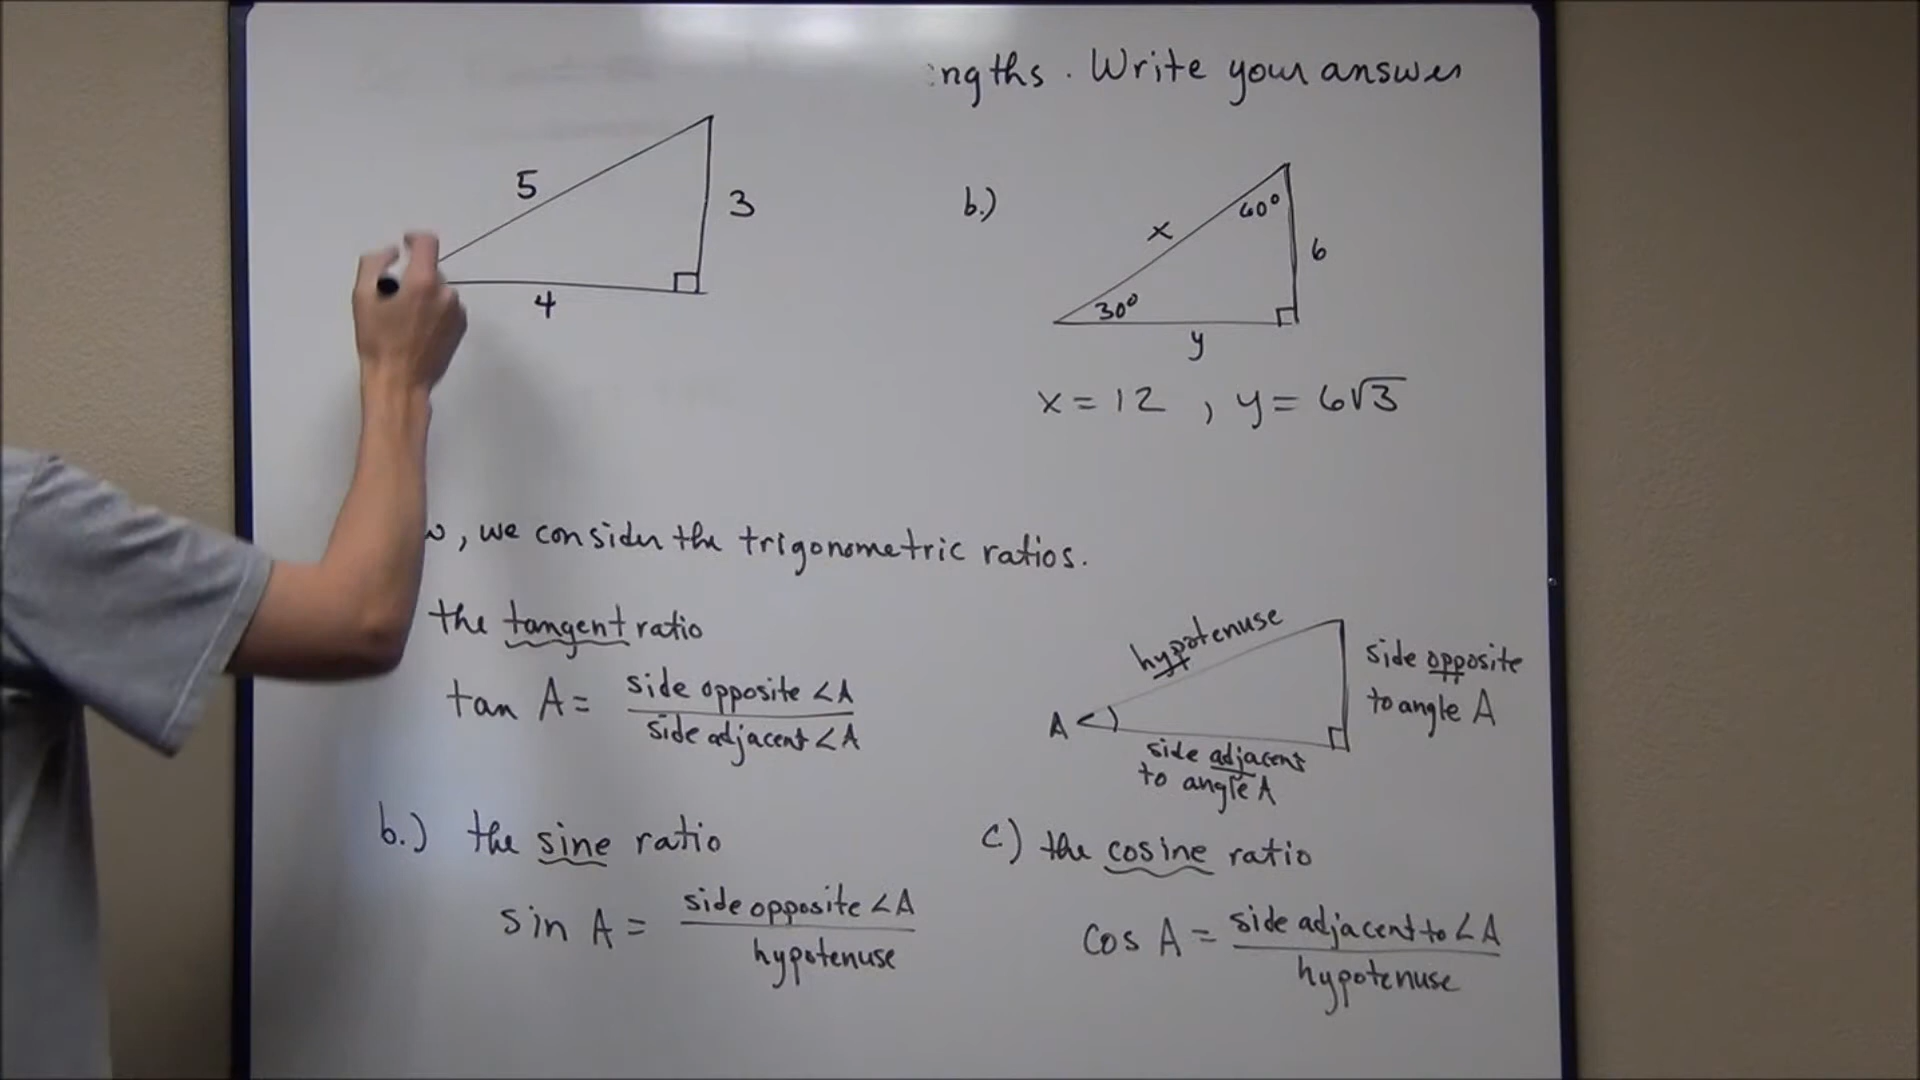 ngths. Write your answer
5
3
4
b.)
x
60°
6
30°
y
x = 12 , y = 6√3
w, we consider the trigonometric ratios.
the tangent ratio
tan A = side opposite ∠A
side adjacent ∠A
hypotenuse
side opposite
to angle A
A
side adjacent
to angle A
b.) the sine ratio
sin A = side opposite ∠A
hypotenuse
c.) the cosine ratio
cos A = side adjacent to ∠A
hypotenuse